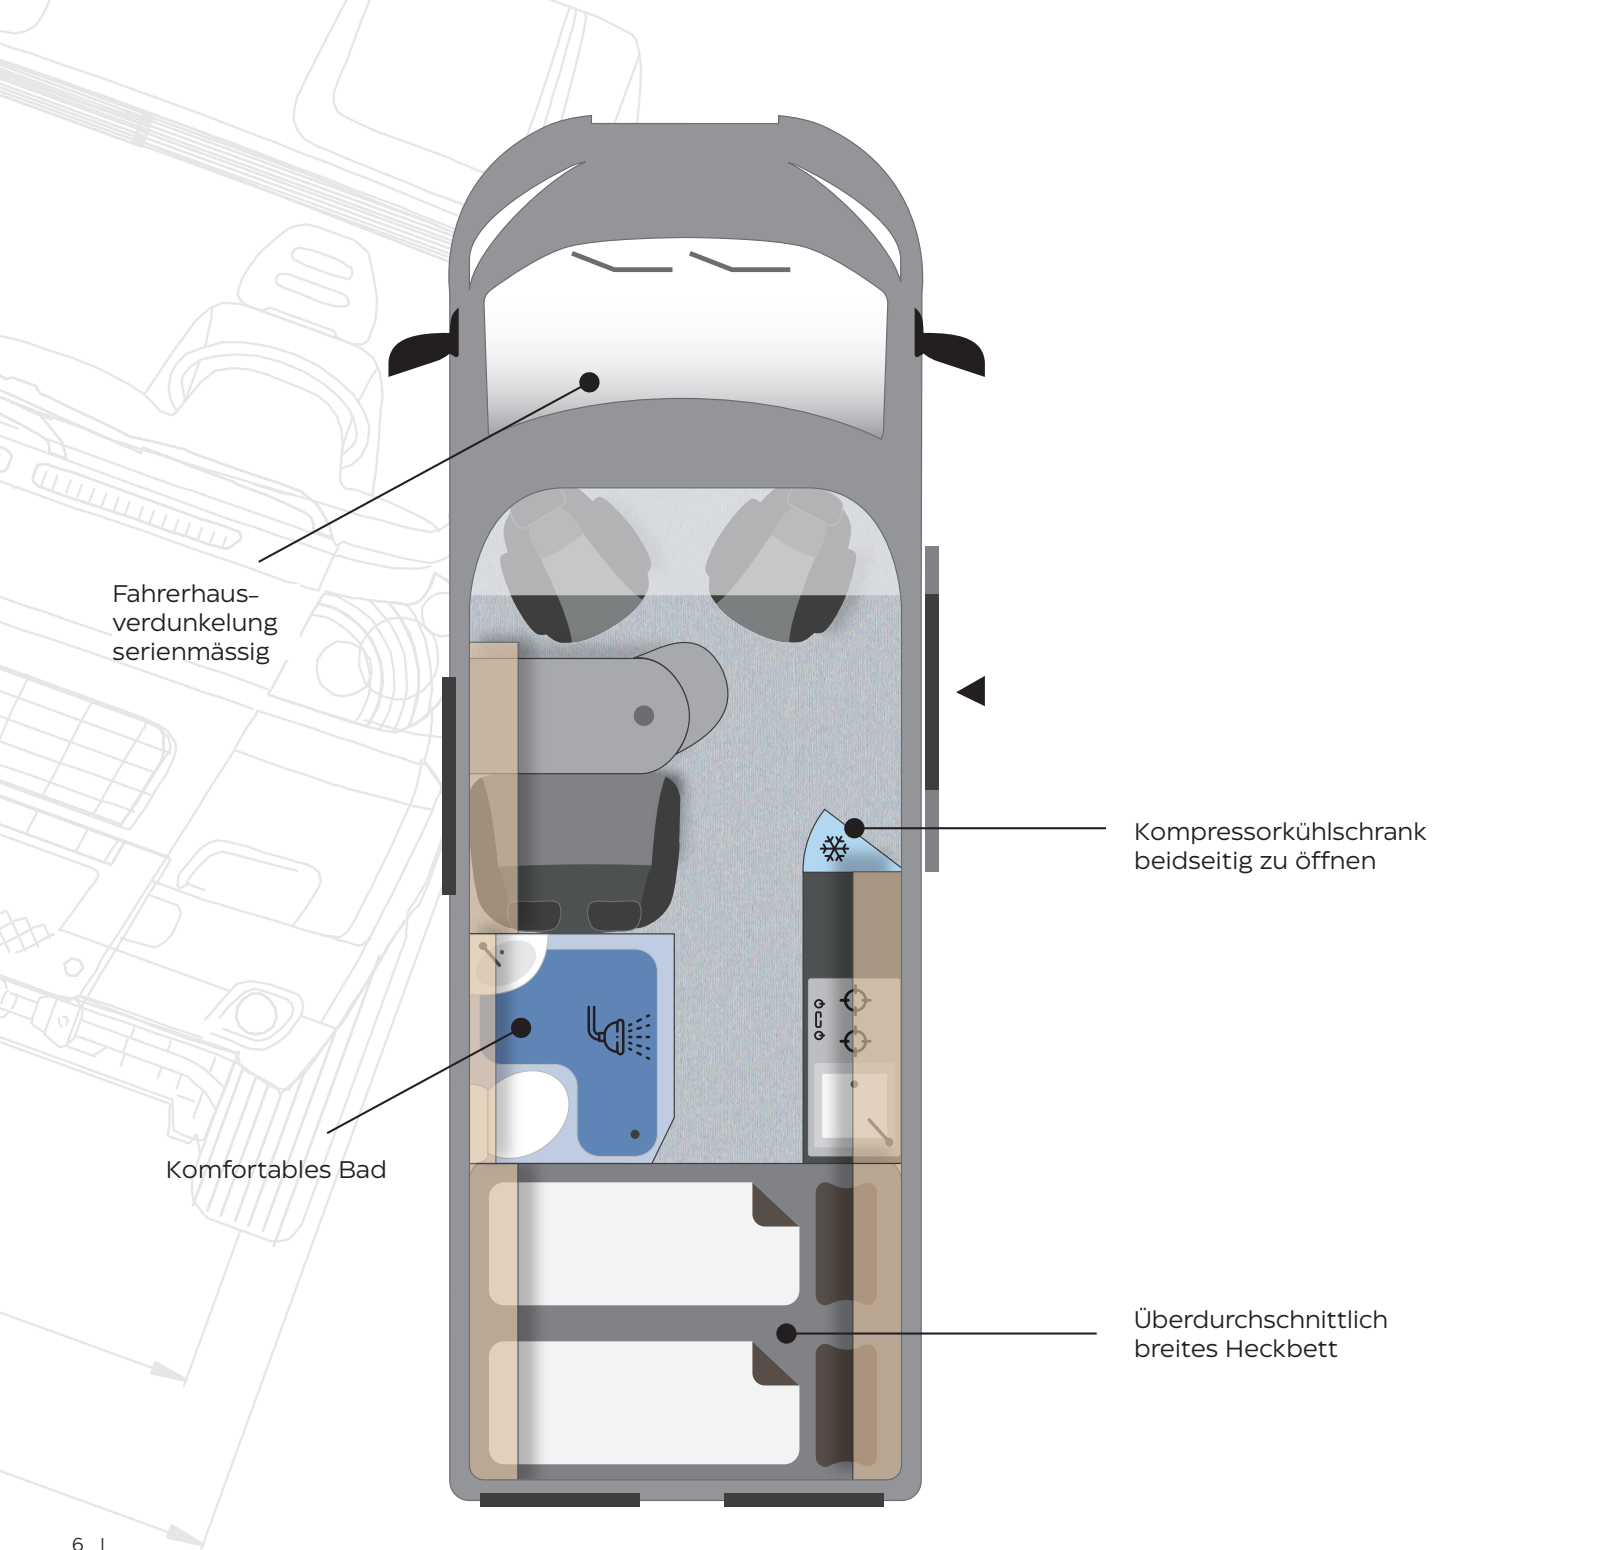 Fahrerhaus-
verdunkelung
serienmässig
Kompressorkühlschrank
beidseitig zu öffnen
Komfortables Bad
Überdurchschnittlich
breites Heckbett
6 |